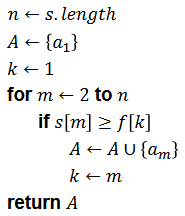 n ← s.length
A ← {a₁}
k ← 1
for m ← 2 to n
if s[m] ≥ f[k]
A ← A ∪ {aₘ}
k ← m
return A